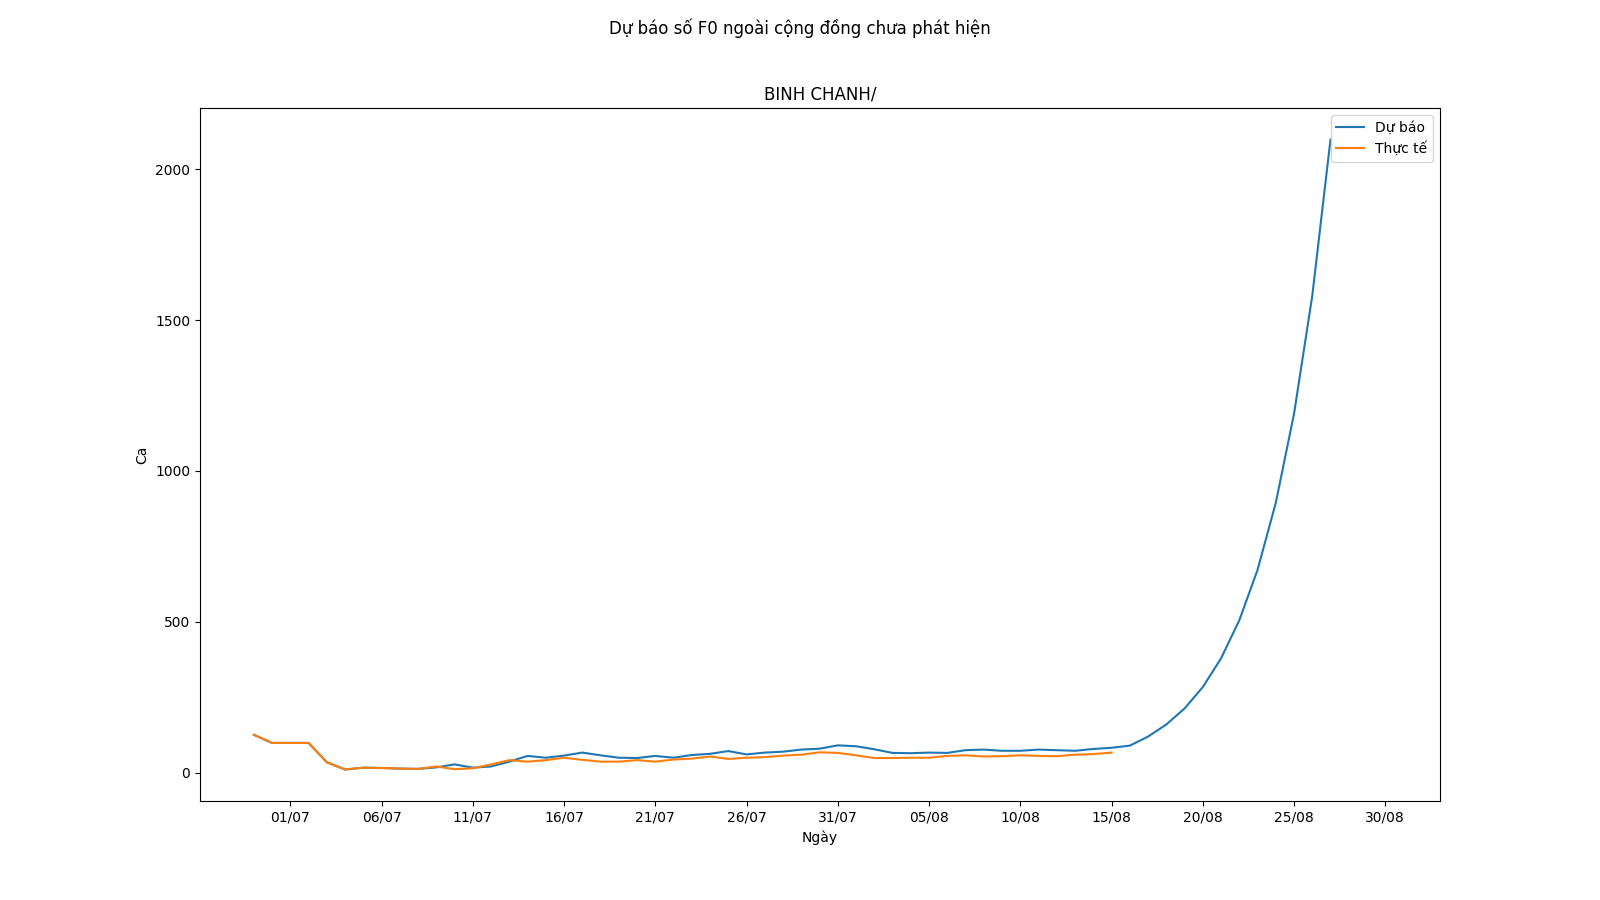 Dự báo số F0 ngoài cộng đồng chưa phát hiện
BINH CHANH/
Dự báo
Thực tế
2000
1500
1000
500
0
Ca
01/07 06/07 11/07 16/07 21/07 26/07 31/07 05/08 10/08 15/08 20/08 25/08 30/08
Ngày